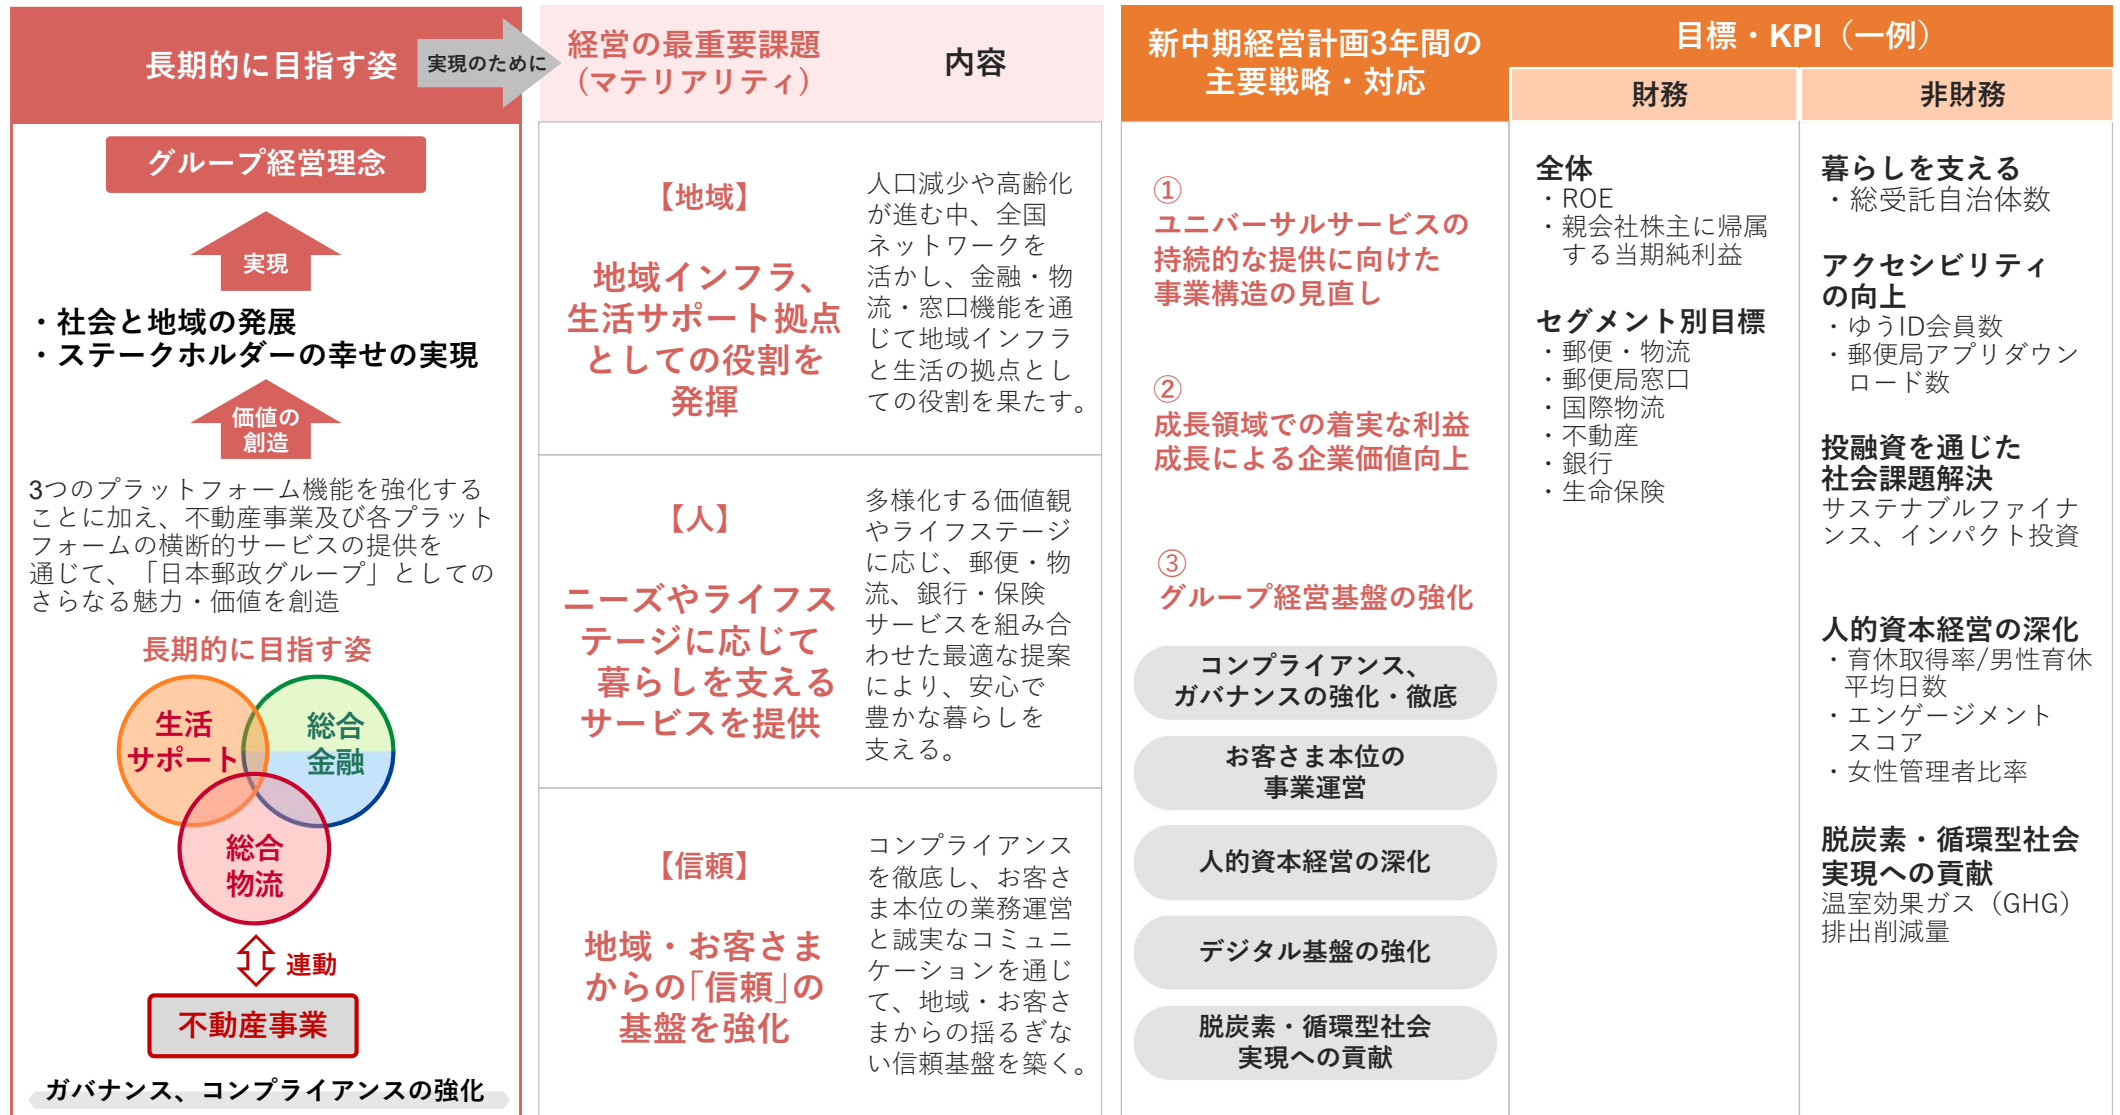 長期的に目指す姿
実現のために
グループ経営理念
実現
・社会と地域の発展
・ステークホルダーの幸せの実現
価値の
創造
3つのプラットフォーム機能を強化する
ことに加え、不動産事業及び各プラット
フォームの横断的サービスの提供を
通じて、「日本郵政グループ」としての
さらなる魅力・価値を創造
長期的に目指す姿
生活
サポート
総合
金融
総合
物流
連動
不動産事業
ガバナンス、コンプライアンスの強化
経営の最重要課題
（マテリアリティ）
内容
【地域】
地域インフラ、
生活サポート拠点
としての役割を
発揮
人口減少や高齢化
が進む中、全国
ネットワークを
活かし、金融・物
流・窓口機能を通
じて地域インフラ
と生活の拠点とし
ての役割を果たす。
【人】
ニーズやライフス
テージに応じて
暮らしを支える
サービスを提供
多様化する価値観
やライフステージ
に応じ、郵便・物
流、銀行・保険
サービスを組み合
わせた最適な提案
により、安心で
豊かな暮らしを
支える。
【信頼】
地域・お客さま
からの｢信頼｣の
基盤を強化
コンプライアンス
を徹底し、お客さ
ま本位の業務運営
と誠実なコミュニ
ケーションを通じ
て、地域・お客さ
まからの揺るぎな
い信頼基盤を築く。
新中期経営計画3年間の
主要戦略・対応
①
ユニバーサルサービスの
持続的な提供に向けた
事業構造の見直し
②
成長領域での着実な利益
成長による企業価値向上
③
グループ経営基盤の強化
コンプライアンス、
ガバナンスの強化・徹底
お客さま本位の
事業運営
人的資本経営の深化
デジタル基盤の強化
脱炭素・循環型社会
実現への貢献
目標・KPI（一例）
財務
全体
・ROE
・親会社株主に帰属
する当期純利益
セグメント別目標
・郵便・物流
・郵便局窓口
・国際物流
・不動産
・銀行
・生命保険
非財務
暮らしを支える
・総受託自治体数
アクセシビリティ
の向上
・ゆうID会員数
・郵便局アプリダウン
ロード数
投融資を通じた
社会課題解決
サステナブルファイナ
ンス、インパクト投資
人的資本経営の深化
・育休取得率/男性育休
平均日数
・エンゲージメント
スコア
・女性管理者比率
脱炭素・循環型社会
実現への貢献
温室効果ガス（GHG）
排出削減量